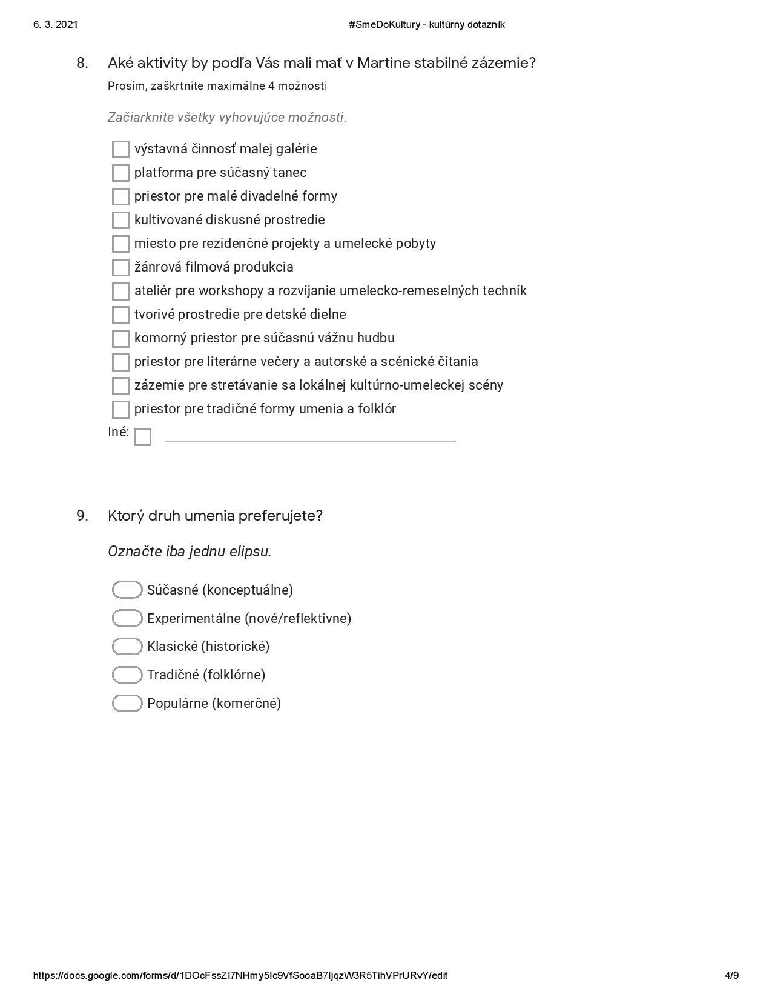 6. 3. 2021
#SmeDoKultury - kultúrny dotazník
8. Aké aktivity by podľa Vás mali mať v Martine stabilné zázemie?
Prosím, zaškrtnite maximálne 4 možnosti
Začiarknite všetky vyhovujúce možnosti.
výstavná činnosť malej galérie
platforma pre súčasný tanec
priestor pre malé divadelné formy
kultivované diskusné prostredie
miesto pre rezidenčné projekty a umelecké pobyty
žánrová filmová produkcia
ateliér pre workshopy a rozvíjanie umelecko-remeselných techník
tvorivé prostredie pre detské dielne
komorný priestor pre súčasnú vážnu hudbu
priestor pre literárne večery a autorské a scénické čítania
zázemie pre stretávanie sa lokálnej kultúrno-umeleckej scény
priestor pre tradičné formy umenia a folklór
Iné:
9. Ktorý druh umenia preferujete?
Označte iba jednu elipsu.
Súčasné (konceptuálne)
Experimentálne (nové/reflektívne)
Klasické (historické)
Tradičné (folklórne)
Populárne (komerčné)
https://docs.google.com/forms/d/1DOcFssZI7NHmy5Ic9VfSooaB7IjqzW3R5TihVPrURvY/edit
4/9